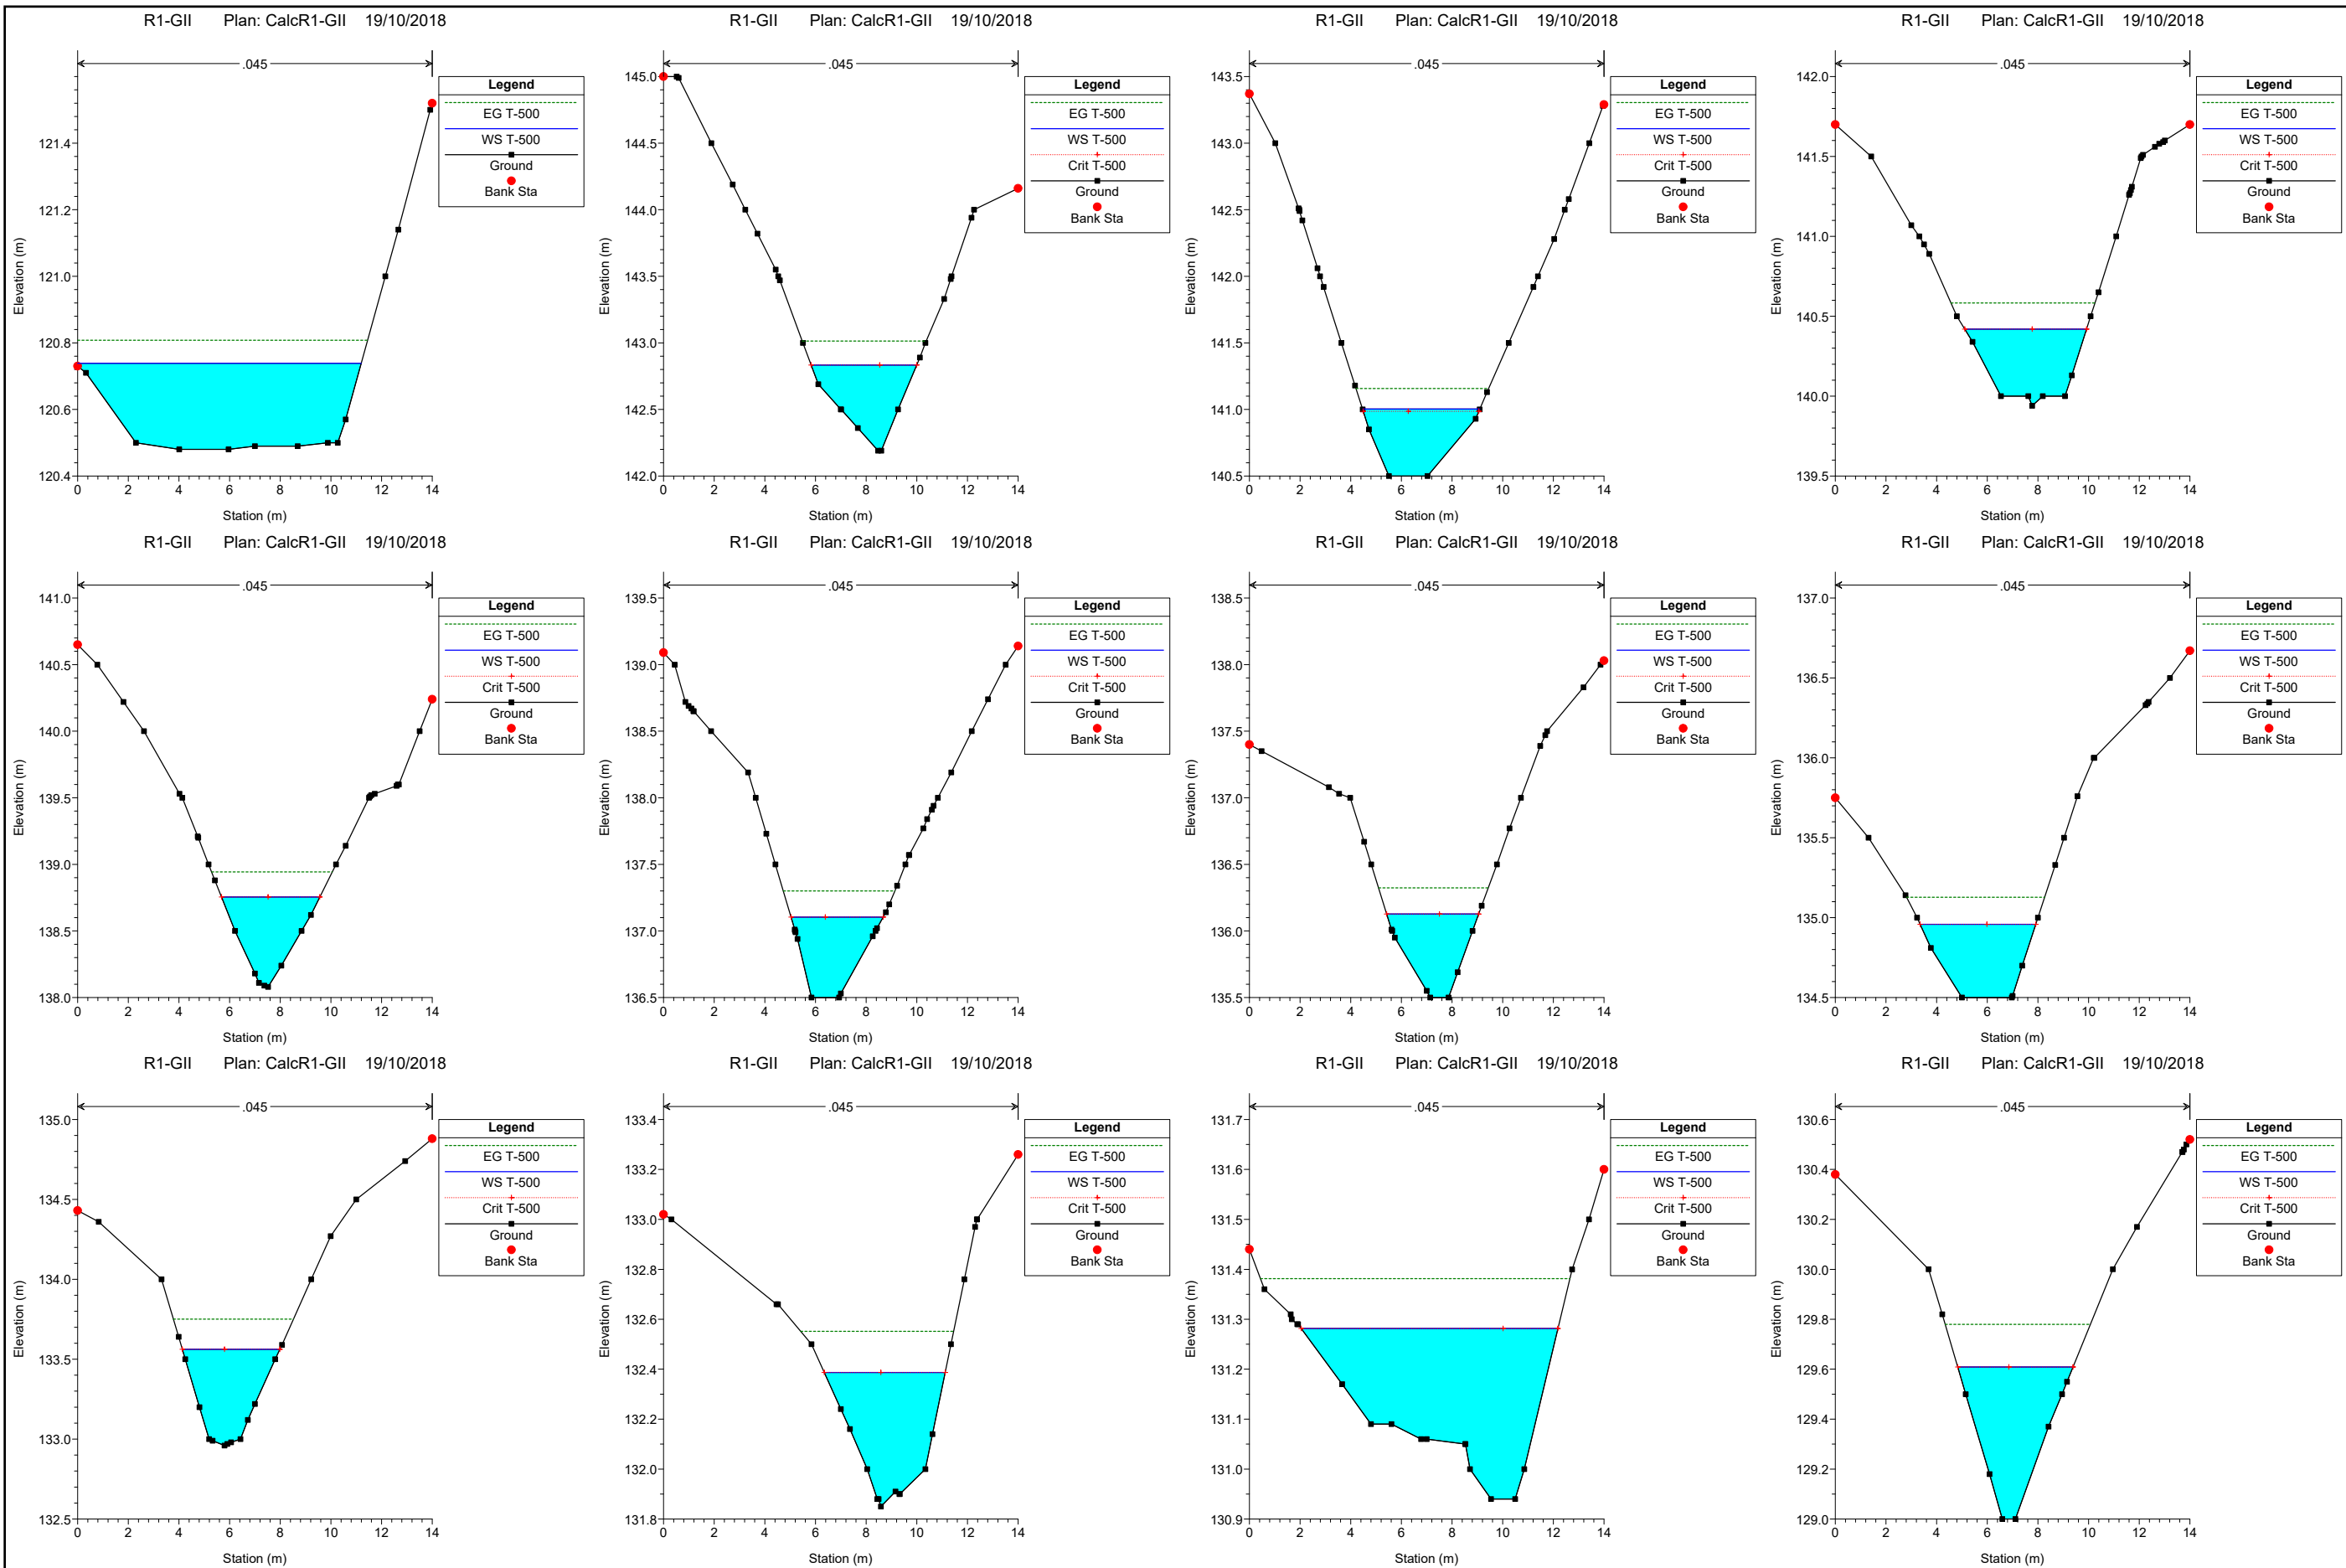 R1-GII Plan: CalcR1-GII 19/10/2018
.045
Legend
EG T-500
WS T-500
Ground
Bank Sta
Elevation (m)
121.4
121.2
121.0
120.8
120.6
120.4
0 2 4 6 8 10 12 14
Station (m)
R1-GII Plan: CalcR1-GII 19/10/2018
.045
Legend
EG T-500
WS T-500
Crit T-500
Ground
Bank Sta
Elevation (m)
145.0
144.5
144.0
143.5
143.0
142.5
142.0
0 2 4 6 8 10 12 14
Station (m)
R1-GII Plan: CalcR1-GII 19/10/2018
.045
Legend
EG T-500
WS T-500
Crit T-500
Ground
Bank Sta
Elevation (m)
143.5
143.0
142.5
142.0
141.5
141.0
140.5
0 2 4 6 8 10 12 14
Station (m)
R1-GII Plan: CalcR1-GII 19/10/2018
.045
Legend
EG T-500
WS T-500
Crit T-500
Ground
Bank Sta
Elevation (m)
142.0
141.5
141.0
140.5
140.0
139.5
0 2 4 6 8 10 12 14
Station (m)
R1-GII Plan: CalcR1-GII 19/10/2018
.045
Legend
EG T-500
WS T-500
Crit T-500
Ground
Bank Sta
Elevation (m)
141.0
140.5
140.0
139.5
139.0
138.5
138.0
0 2 4 6 8 10 12 14
Station (m)
R1-GII Plan: CalcR1-GII 19/10/2018
.045
Legend
EG T-500
WS T-500
Crit T-500
Ground
Bank Sta
Elevation (m)
139.5
139.0
138.5
138.0
137.5
137.0
136.5
0 2 4 6 8 10 12 14
Station (m)
R1-GII Plan: CalcR1-GII 19/10/2018
.045
Legend
EG T-500
WS T-500
Crit T-500
Ground
Bank Sta
Elevation (m)
138.5
138.0
137.5
137.0
136.5
136.0
135.5
0 2 4 6 8 10 12 14
Station (m)
R1-GII Plan: CalcR1-GII 19/10/2018
.045
Legend
EG T-500
WS T-500
Crit T-500
Ground
Bank Sta
Elevation (m)
137.0
136.5
136.0
135.5
135.0
134.5
0 2 4 6 8 10 12 14
Station (m)
R1-GII Plan: CalcR1-GII 19/10/2018
.045
Legend
EG T-500
WS T-500
Crit T-500
Ground
Bank Sta
Elevation (m)
135.0
134.5
134.0
133.5
133.0
132.5
0 2 4 6 8 10 12 14
Station (m)
R1-GII Plan: CalcR1-GII 19/10/2018
.045
Legend
EG T-500
WS T-500
Crit T-500
Ground
Bank Sta
Elevation (m)
133.4
133.2
133.0
132.8
132.6
132.4
132.2
132.0
131.8
0 2 4 6 8 10 12 14
Station (m)
R1-GII Plan: CalcR1-GII 19/10/2018
.045
Legend
EG T-500
WS T-500
Crit T-500
Ground
Bank Sta
Elevation (m)
131.7
131.6
131.5
131.4
131.3
131.2
131.1
131.0
130.9
0 2 4 6 8 10 12 14
Station (m)
R1-GII Plan: CalcR1-GII 19/10/2018
.045
Legend
EG T-500
WS T-500
Crit T-500
Ground
Bank Sta
Elevation (m)
130.6
130.4
130.2
130.0
129.8
129.6
129.4
129.2
129.0
0 2 4 6 8 10 12 14
Station (m)